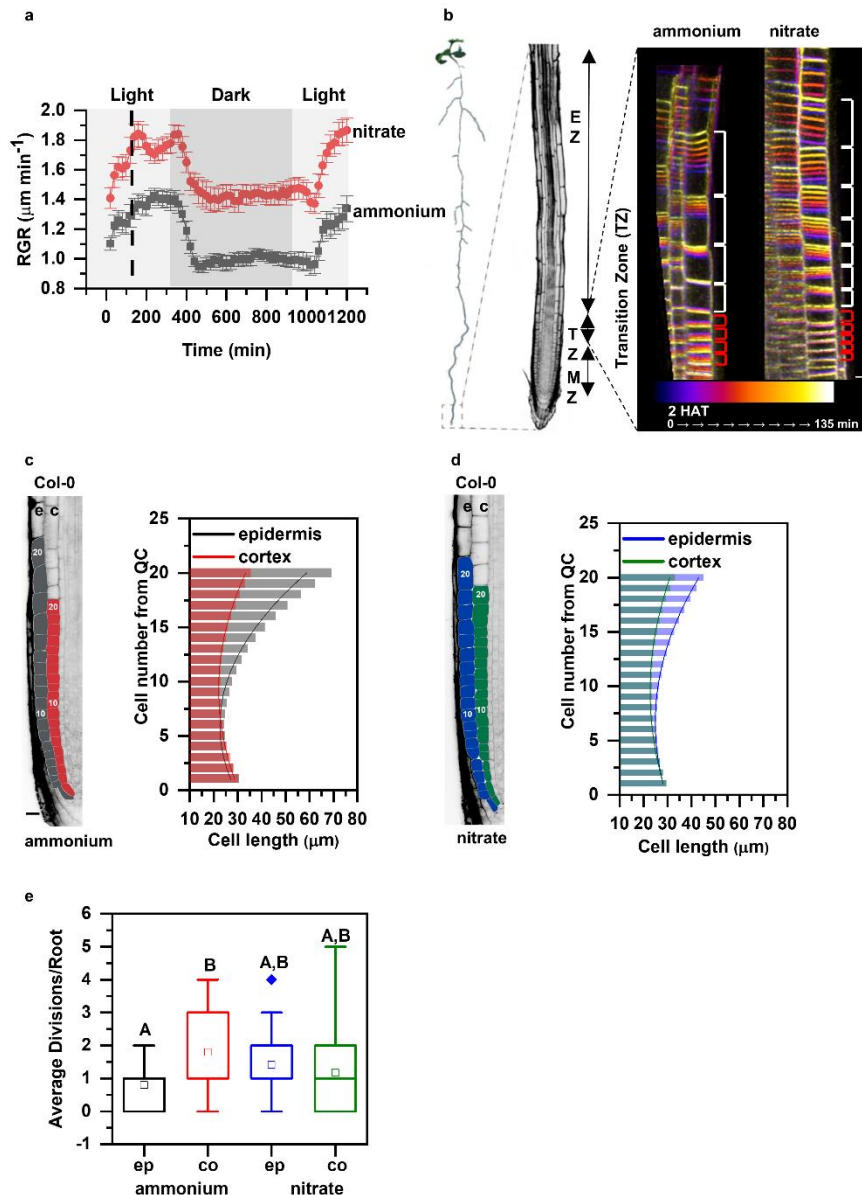 a
Light Dark Light
2.0
1.8
1.6
1.4
1.2
1.0
0.8
nitrate
ammonium
RGR (µm min⁻¹)
0 200 400 600 800 1000 1200
Time (min)
b
ammonium nitrate
E
Z
T
Z
M
Z
Transition Zone (TZ)
2 HAT
0 → → → → → → → → → → 135 min
c
Col-0
e c
20
20
10
10
ammonium
25
20
15
10
5
0
epidermis
cortex
Cell number from QC
10 20 30 40 50 60 70 80
Cell length (µm)
d
Col-0
e c
20
20
10
10
nitrate
25
20
15
10
5
0
epidermis
cortex
Cell number from QC
10 20 30 40 50 60 70 80
Cell length (µm)
e
6
5
4
3
2
1
0
-1
Average Divisions/Root
A
B
A,B
A,B
ep co ep co
ammonium nitrate